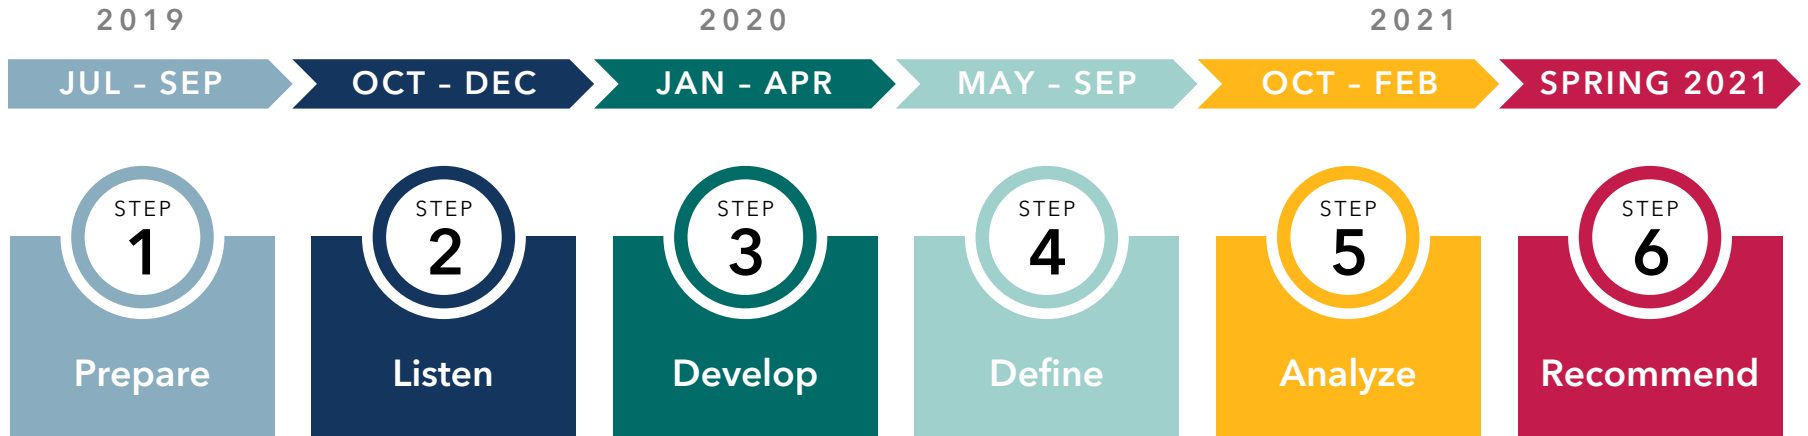 2019 2020 2021
JUL – SEP OCT – DEC JAN – APR MAY – SEP OCT – FEB SPRING 2021
STEP STEP STEP STEP STEP STEP
1 2 3 4 5 6
Prepare Listen Develop Define Analyze Recommend